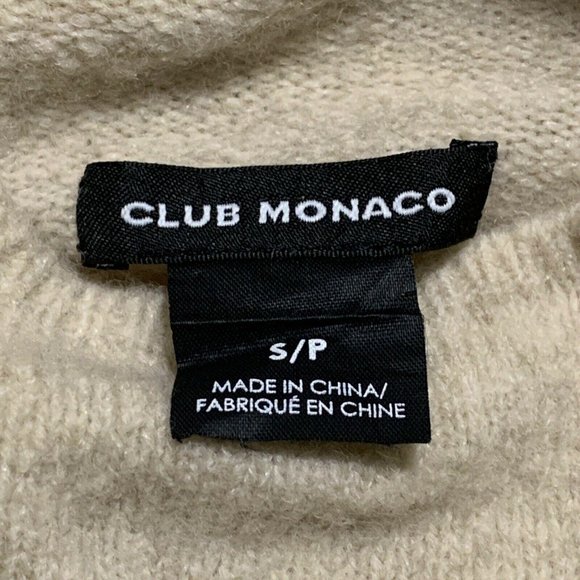 CLUB MONACO
S/P
MADE IN CHINA/
FABRIQUÉ EN CHINE